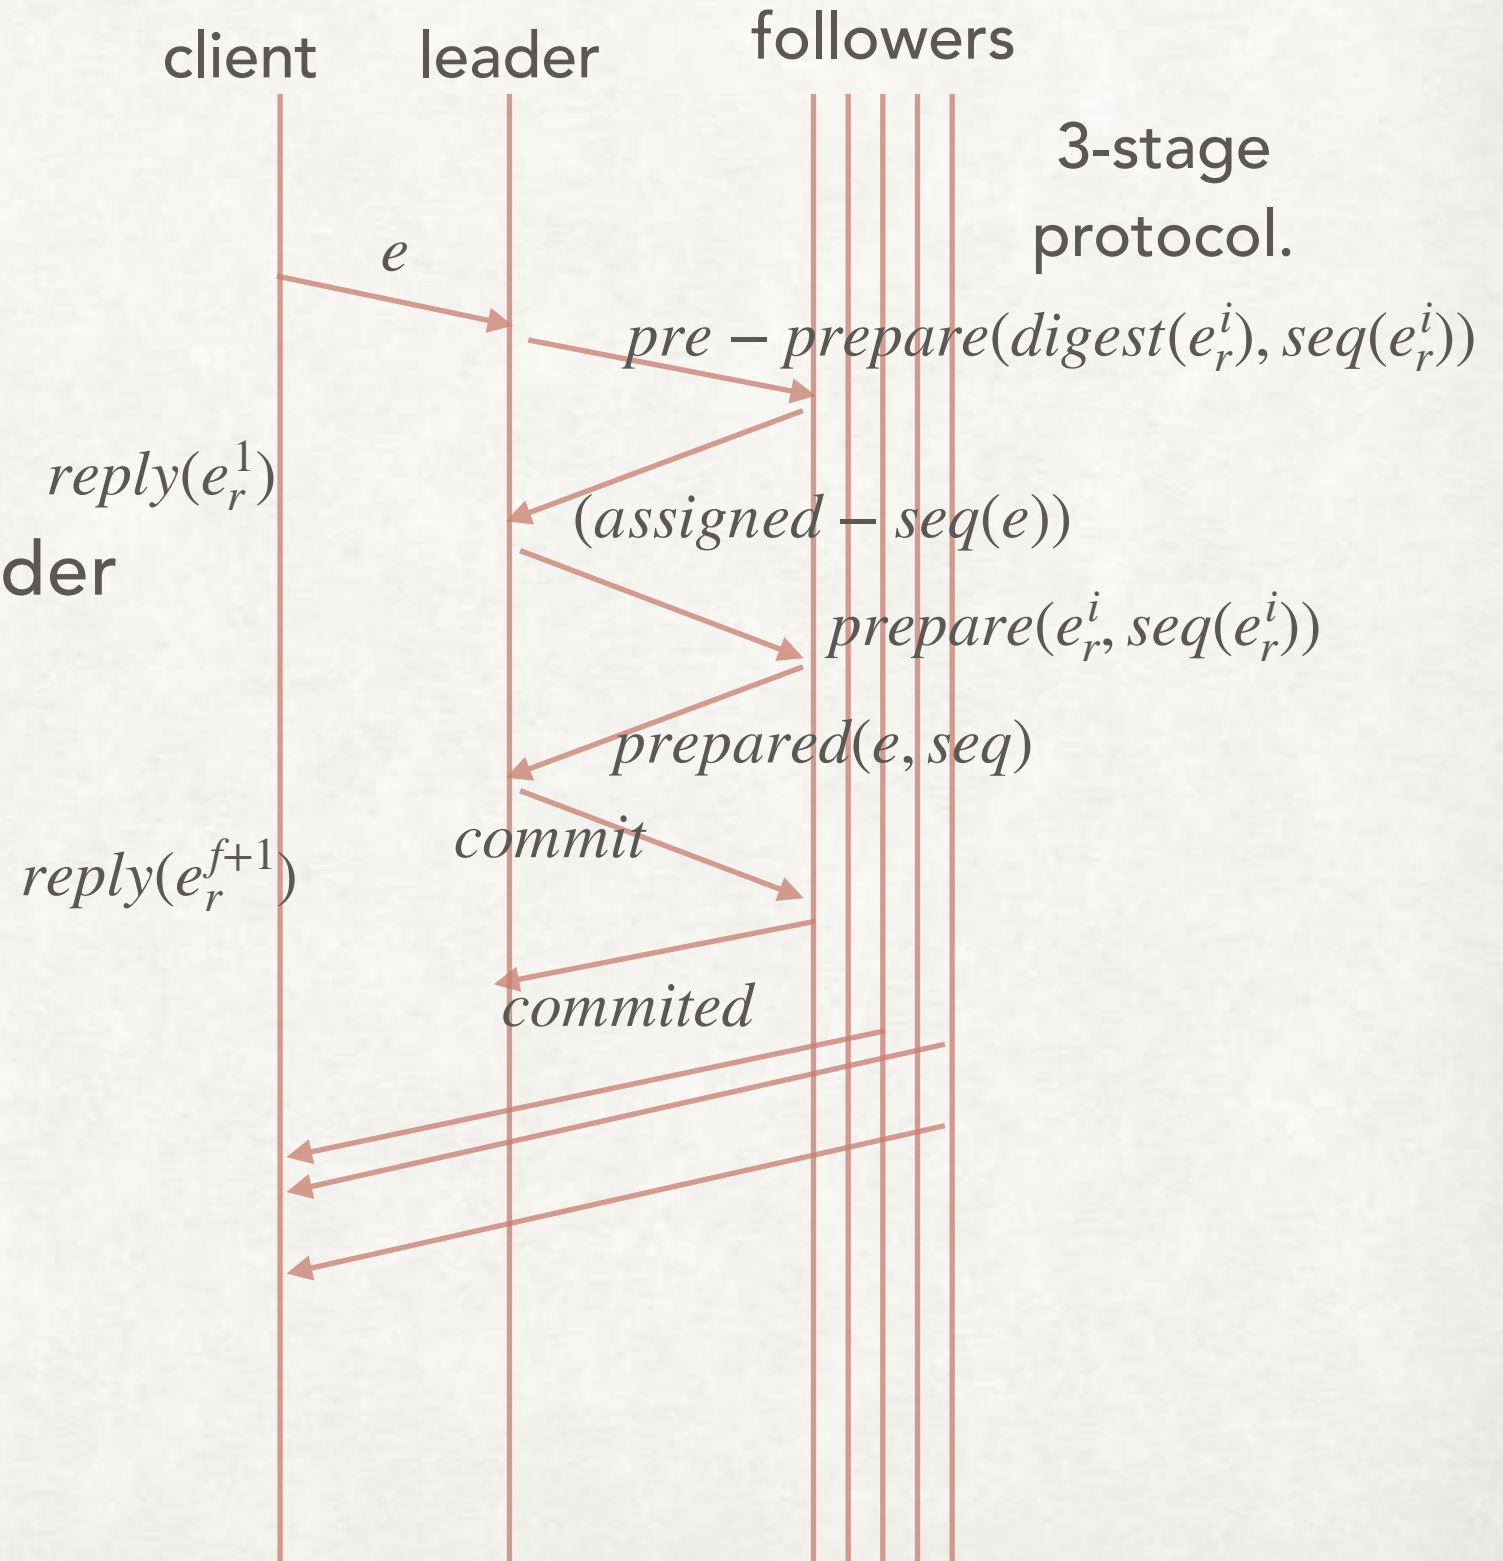 client leader followers
3-stage
protocol.
e
pre − prepare(digest(e_r^i), seq(e_r^i))
reply(e_r^1)
(assigned − seq(e))
der
prepare(e_r^i, seq(e_r^i))
prepared(e, seq)
commit
reply(e_r^{f+1})
commited